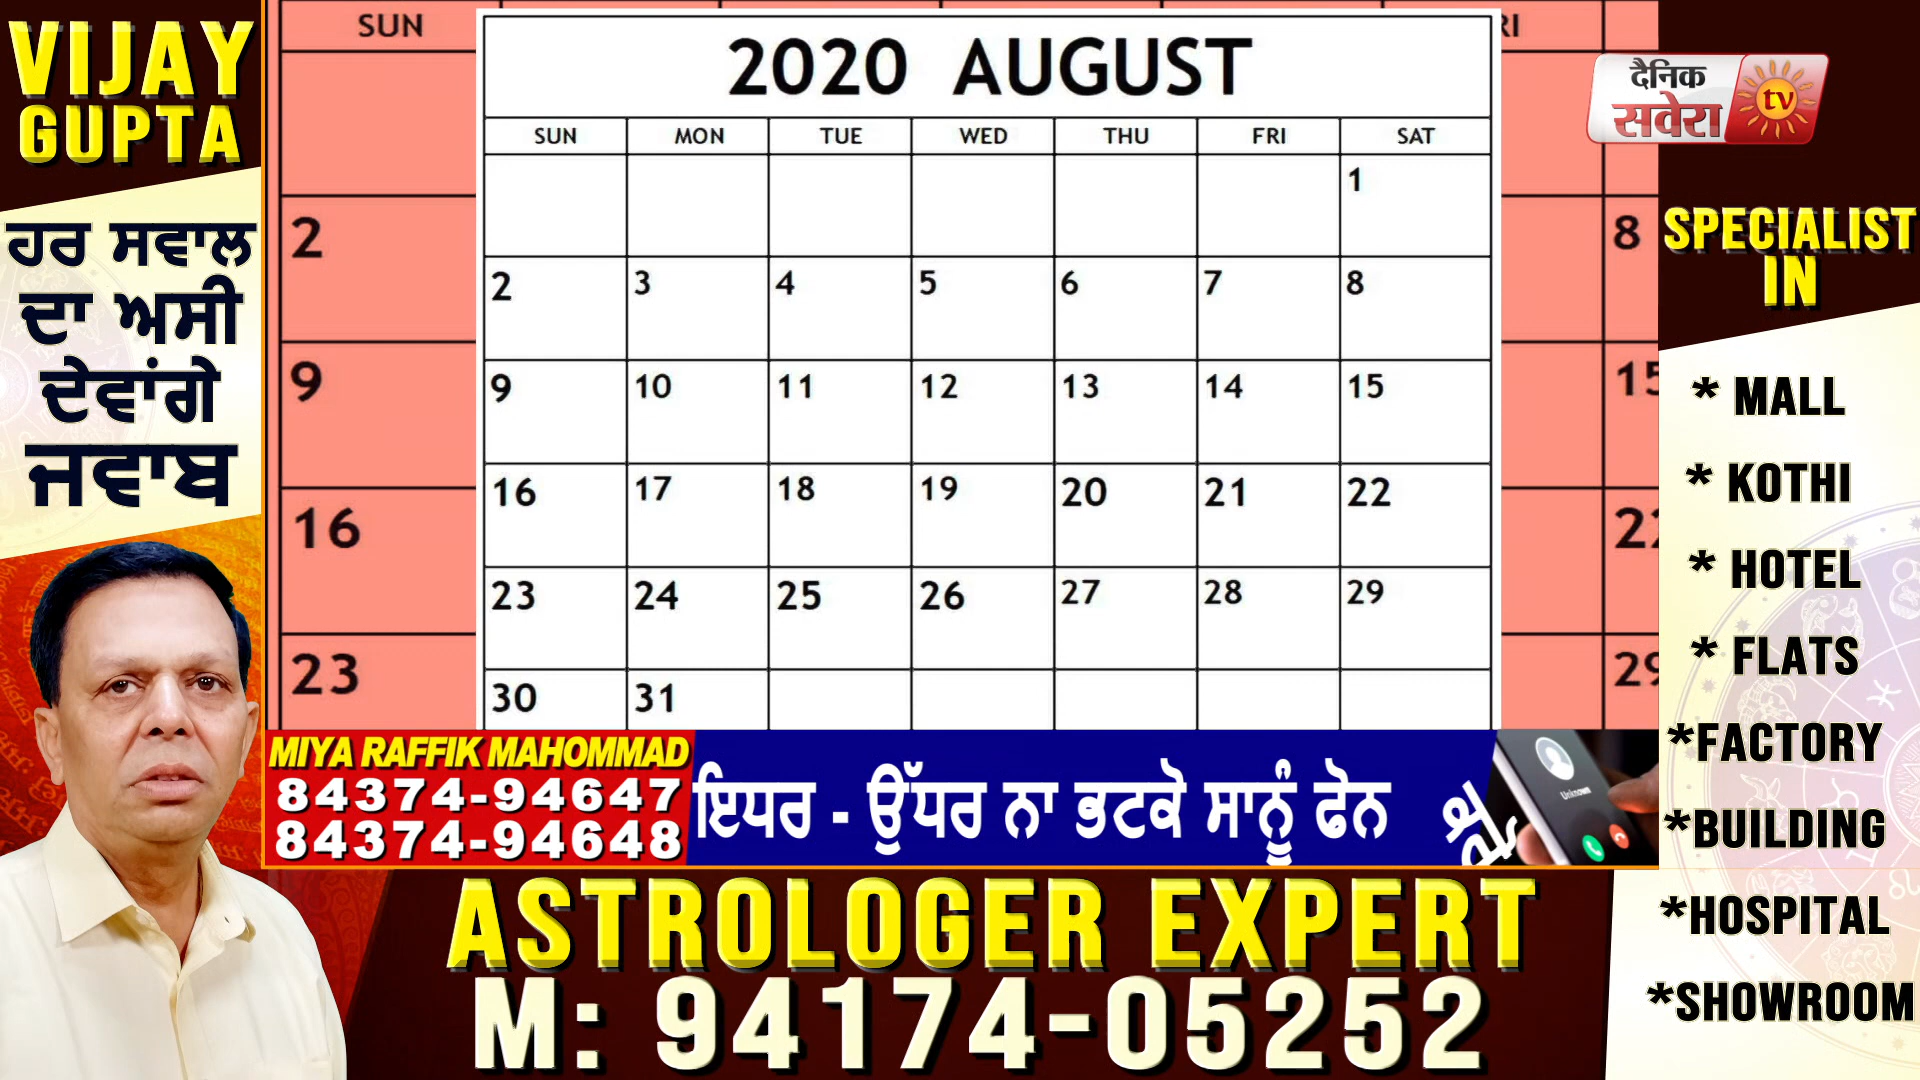 VIJAY
GUPTA
ਹਰ ਸਵਾਲ
ਦਾ ਅਸੀ
ਦੇਵਾਂਗੇ
ਜਵਾਬ
SUN
2
9
16
23
2020 AUGUST
SUN MON TUE WED THU FRI SAT
1
2 3 4 5 6 7 8
9 10 11 12 13 14 15
16 17 18 19 20 21 22
23 24 25 26 27 28 29
30 31
8
15
29
दैनिक
सवेरा
tv
SPECIALIST
IN
* MALL
* KOTHI
* HOTEL
* FLATS
*FACTORY
*BUILDING
*HOSPITAL
*SHOWROOM
MIYA RAFFIK MAHOMMAD
84374-94647
84374-94648
ਇਧਰ - ਉੱਧਰ ਨਾ ਭਟਕੋ ਸਾਨੂੰ ਫੋਨ
Unknown
ASTROLOGER EXPERT
M: 94174-05252